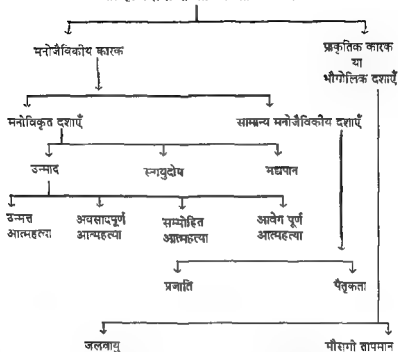 मनोजैविकीय कारक
प्राकृतिक कारक
या
भौगोलिक दशाएँ
मनोविकृत दशाएँ
सामान्य मनोजैविकीय दशाएँ
उन्माद
स्नायुदोष
मद्यपान
उन्मत्त
आत्महत्या
अवसादपूर्ण
आत्महत्या
सम्मोहित
आत्महत्या
आवेग पूर्ण
आत्महत्या
प्रजाति
पैतृकता
जलवायु
मौसमी तापमान